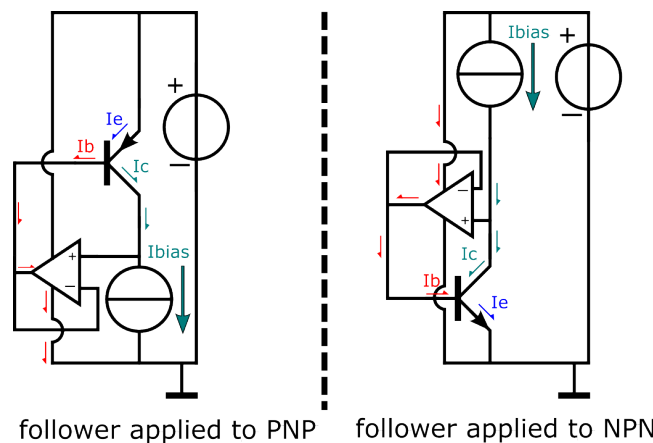 Ibias
+
+
Ie
Ib
−
Ic
−
+
Ibias
+
−
Ic
Ib
Ie
+
−
follower applied to PNP
follower applied to NPN